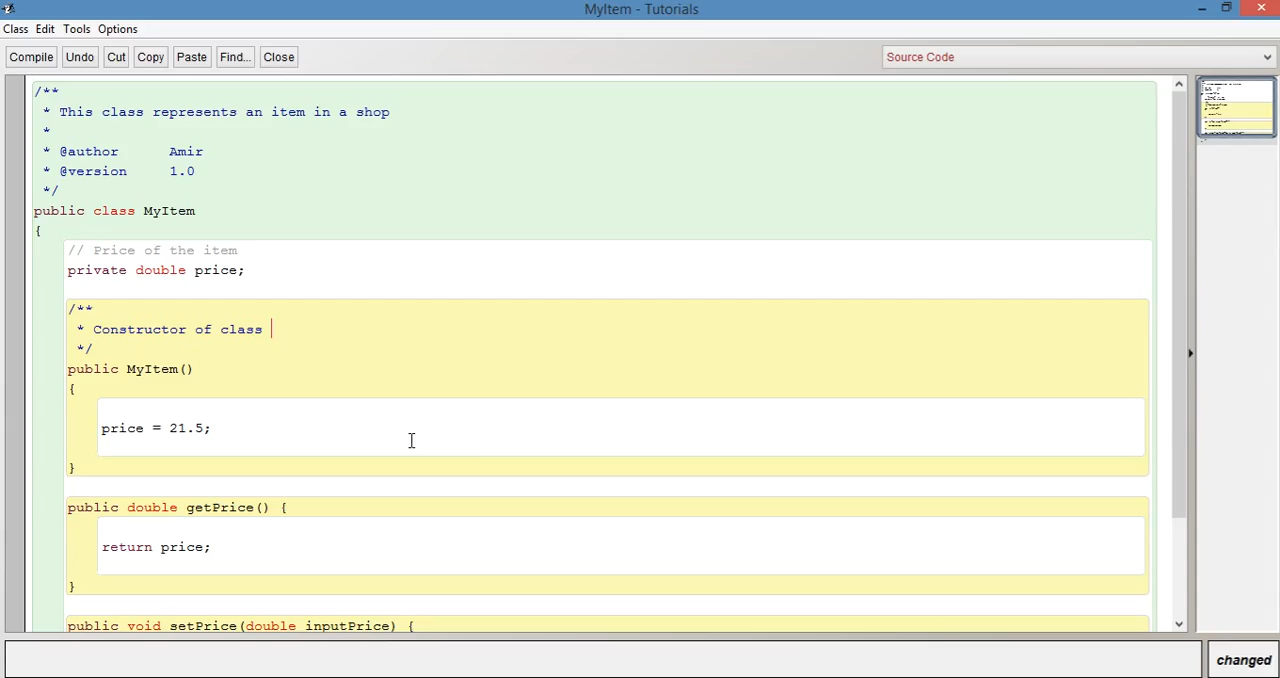 MyItem - Tutorials
Class Edit Tools Options
Compile Undo Cut Copy Paste Find... Close Source Code
/**
* This class represents an item in a shop
*
* @author Amir
* @version 1.0
*/
public class MyItem
{
// Price of the item
private double price;
/**
* Constructor of class
*/
public MyItem()
{
price = 21.5;
}
public double getPrice() {
return price;
}
public void setPrice(double inputPrice) {
changed